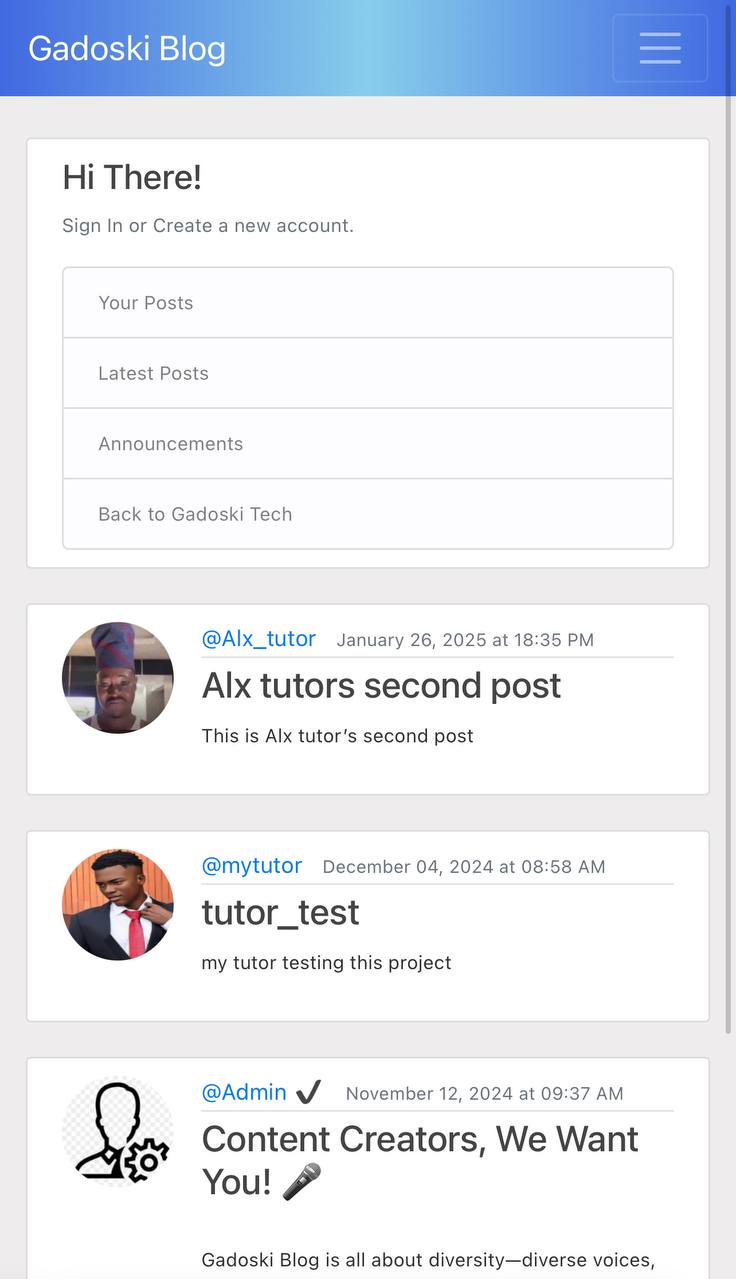 Gadoski Blog
Hi There!
Sign In or Create a new account.
Your Posts
Latest Posts
Announcements
Back to Gadoski Tech
@Alx_tutor January 26, 2025 at 18:35 PM
Alx tutors second post
This is Alx tutor’s second post
@mytutor December 04, 2024 at 08:58 AM
tutor_test
my tutor testing this project
@Admin ✔ November 12, 2024 at 09:37 AM
Content Creators, We Want
You! 🎤
Gadoski Blog is all about diversity—diverse voices,